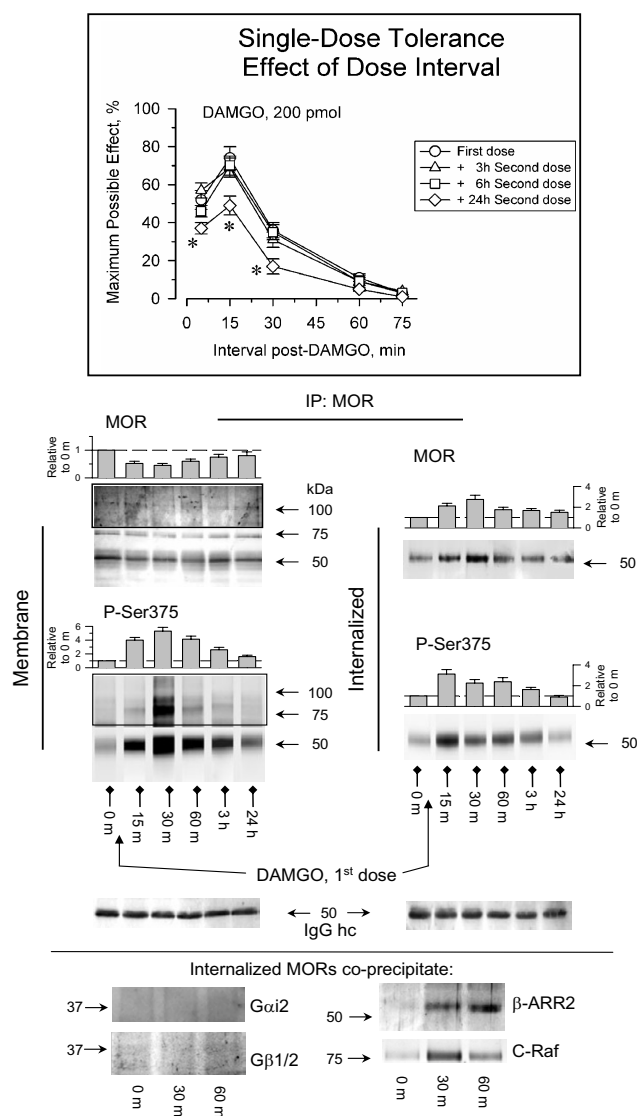 Single-Dose Tolerance
Effect of Dose Interval
Maximum Possible Effect, %
100
80
60
40
20
0
DAMGO, 200 pmol
First dose
+ 3h Second dose
+ 6h Second dose
+ 24h Second dose
*
*
*
0 15 30 45 60 75
Interval post-DAMGO, min
IP: MOR
MOR
Relative
to 0 m
1
0
kDa
100
75
50
Membrane
P-Ser375
Relative
to 0 m
6
4
2
0
100
75
50
0 m
15 m
30 m
60 m
3 h
24 h
MOR
4
2
0
Relative
to 0 m
50
Internalized
P-Ser375
4
2
0
Relative
to 0 m
50
0 m
15 m
30 m
60 m
3 h
24 h
DAMGO, 1st dose
50
IgG hc
Internalized MORs co-precipitate:
37
Gαi2
37
Gβ1/2
0 m
30 m
60 m
50
β-ARR2
75
C-Raf
0 m
30 m
60 m